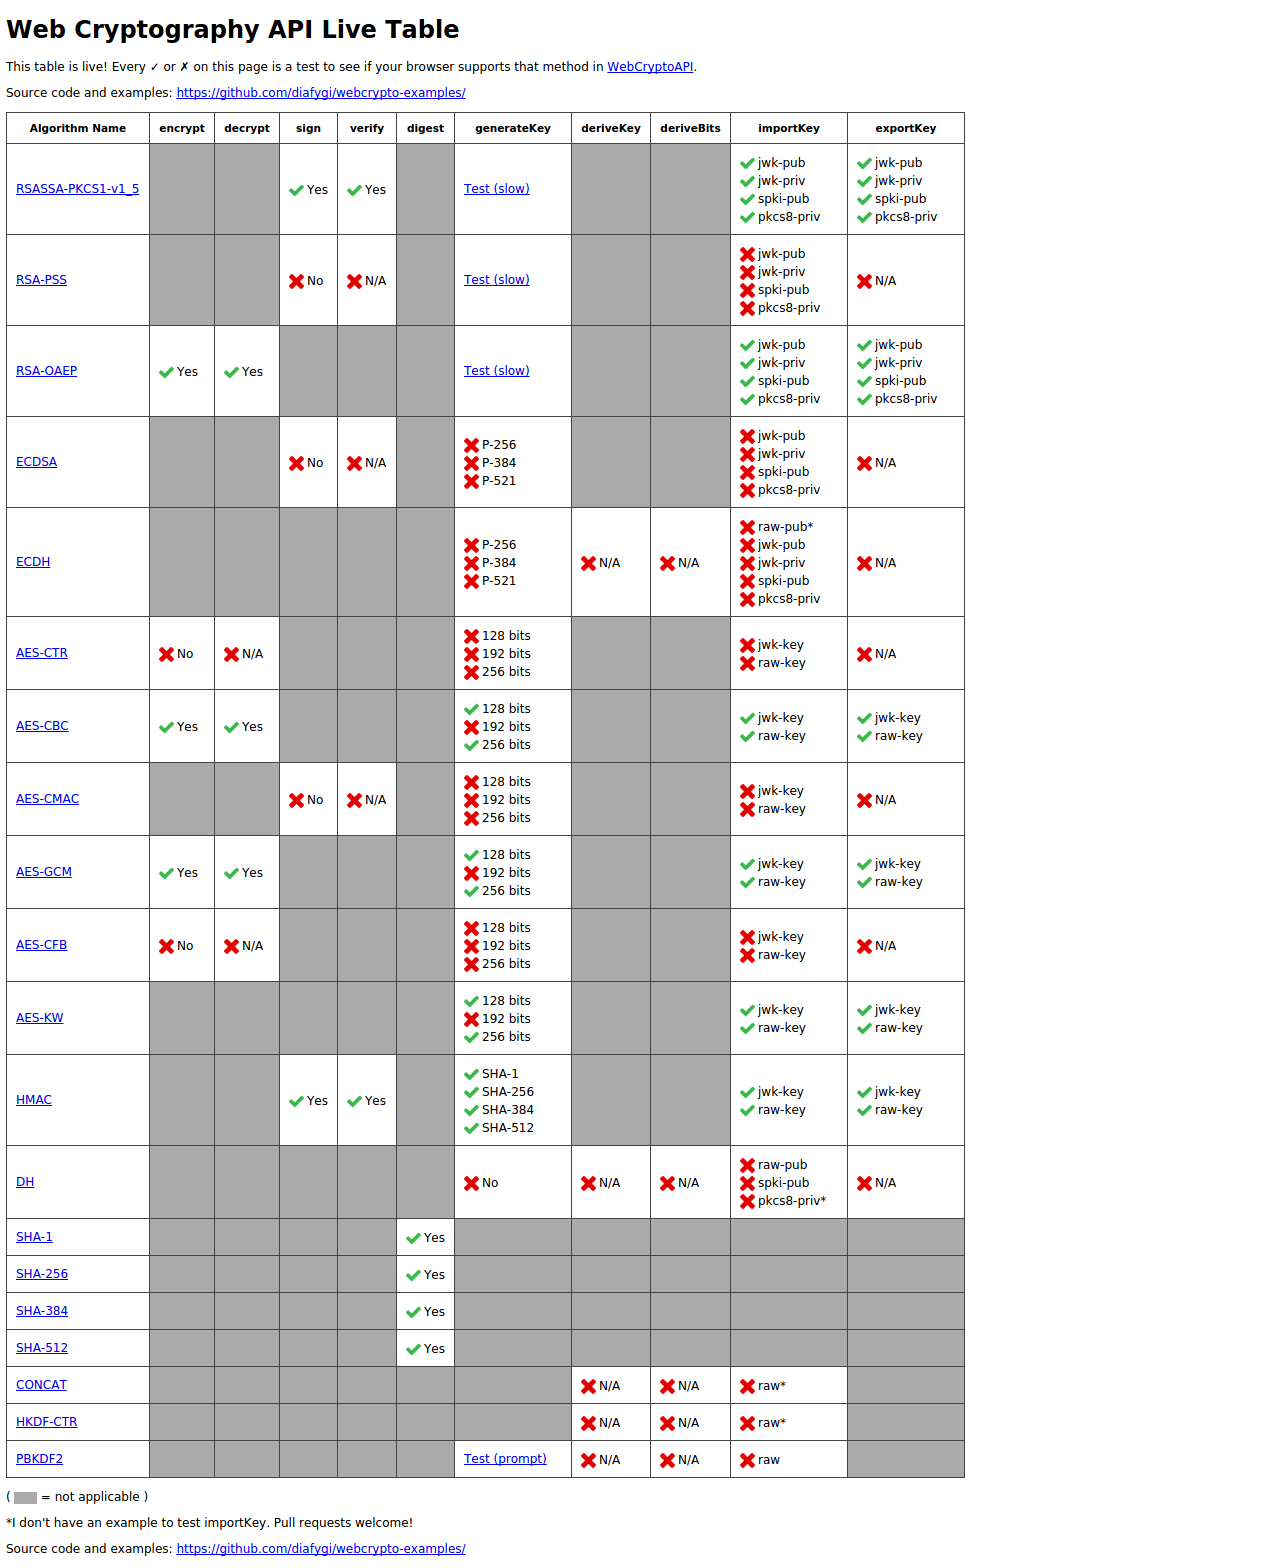 Web Cryptography API Live Table
This table is live! Every ✓ or ✗ on this page is a test to see if your browser supports that method in WebCryptoAPI.
Source code and examples: https://github.com/diafygi/webcrypto-examples/
Algorithm Name encrypt decrypt sign verify digest generateKey deriveKey deriveBits importKey exportKey
RSASSA-PKCS1-v1_5 Yes Yes Test (slow)
jwk-pub
jwk-priv
spki-pub
pkcs8-priv
jwk-pub
jwk-priv
spki-pub
pkcs8-priv
RSA-PSS No N/A Test (slow)
jwk-pub
jwk-priv
spki-pub
pkcs8-priv
N/A
RSA-OAEP Yes Yes Test (slow)
jwk-pub
jwk-priv
spki-pub
pkcs8-priv
jwk-pub
jwk-priv
spki-pub
pkcs8-priv
ECDSA No N/A
P-256
P-384
P-521
jwk-pub
jwk-priv
spki-pub
pkcs8-priv
N/A
ECDH
P-256
P-384
P-521
N/A N/A
raw-pub*
jwk-pub
jwk-priv
spki-pub
pkcs8-priv
N/A
AES-CTR No N/A
128 bits
192 bits
256 bits
jwk-key
raw-key
N/A
AES-CBC Yes Yes
128 bits
192 bits
256 bits
jwk-key
raw-key
jwk-key
raw-key
AES-CMAC No N/A
128 bits
192 bits
256 bits
jwk-key
raw-key
N/A
AES-GCM Yes Yes
128 bits
192 bits
256 bits
jwk-key
raw-key
jwk-key
raw-key
AES-CFB No N/A
128 bits
192 bits
256 bits
jwk-key
raw-key
N/A
AES-KW
128 bits
192 bits
256 bits
jwk-key
raw-key
jwk-key
raw-key
HMAC Yes Yes
SHA-1
SHA-256
SHA-384
SHA-512
jwk-key
raw-key
jwk-key
raw-key
DH No N/A N/A
raw-pub
spki-pub
pkcs8-priv*
N/A
SHA-1 Yes
SHA-256 Yes
SHA-384 Yes
SHA-512 Yes
CONCAT N/A N/A raw*
HKDF-CTR N/A N/A raw*
PBKDF2 Test (prompt) N/A N/A raw
( = not applicable )
*I don't have an example to test importKey. Pull requests welcome!
Source code and examples: https://github.com/diafygi/webcrypto-examples/